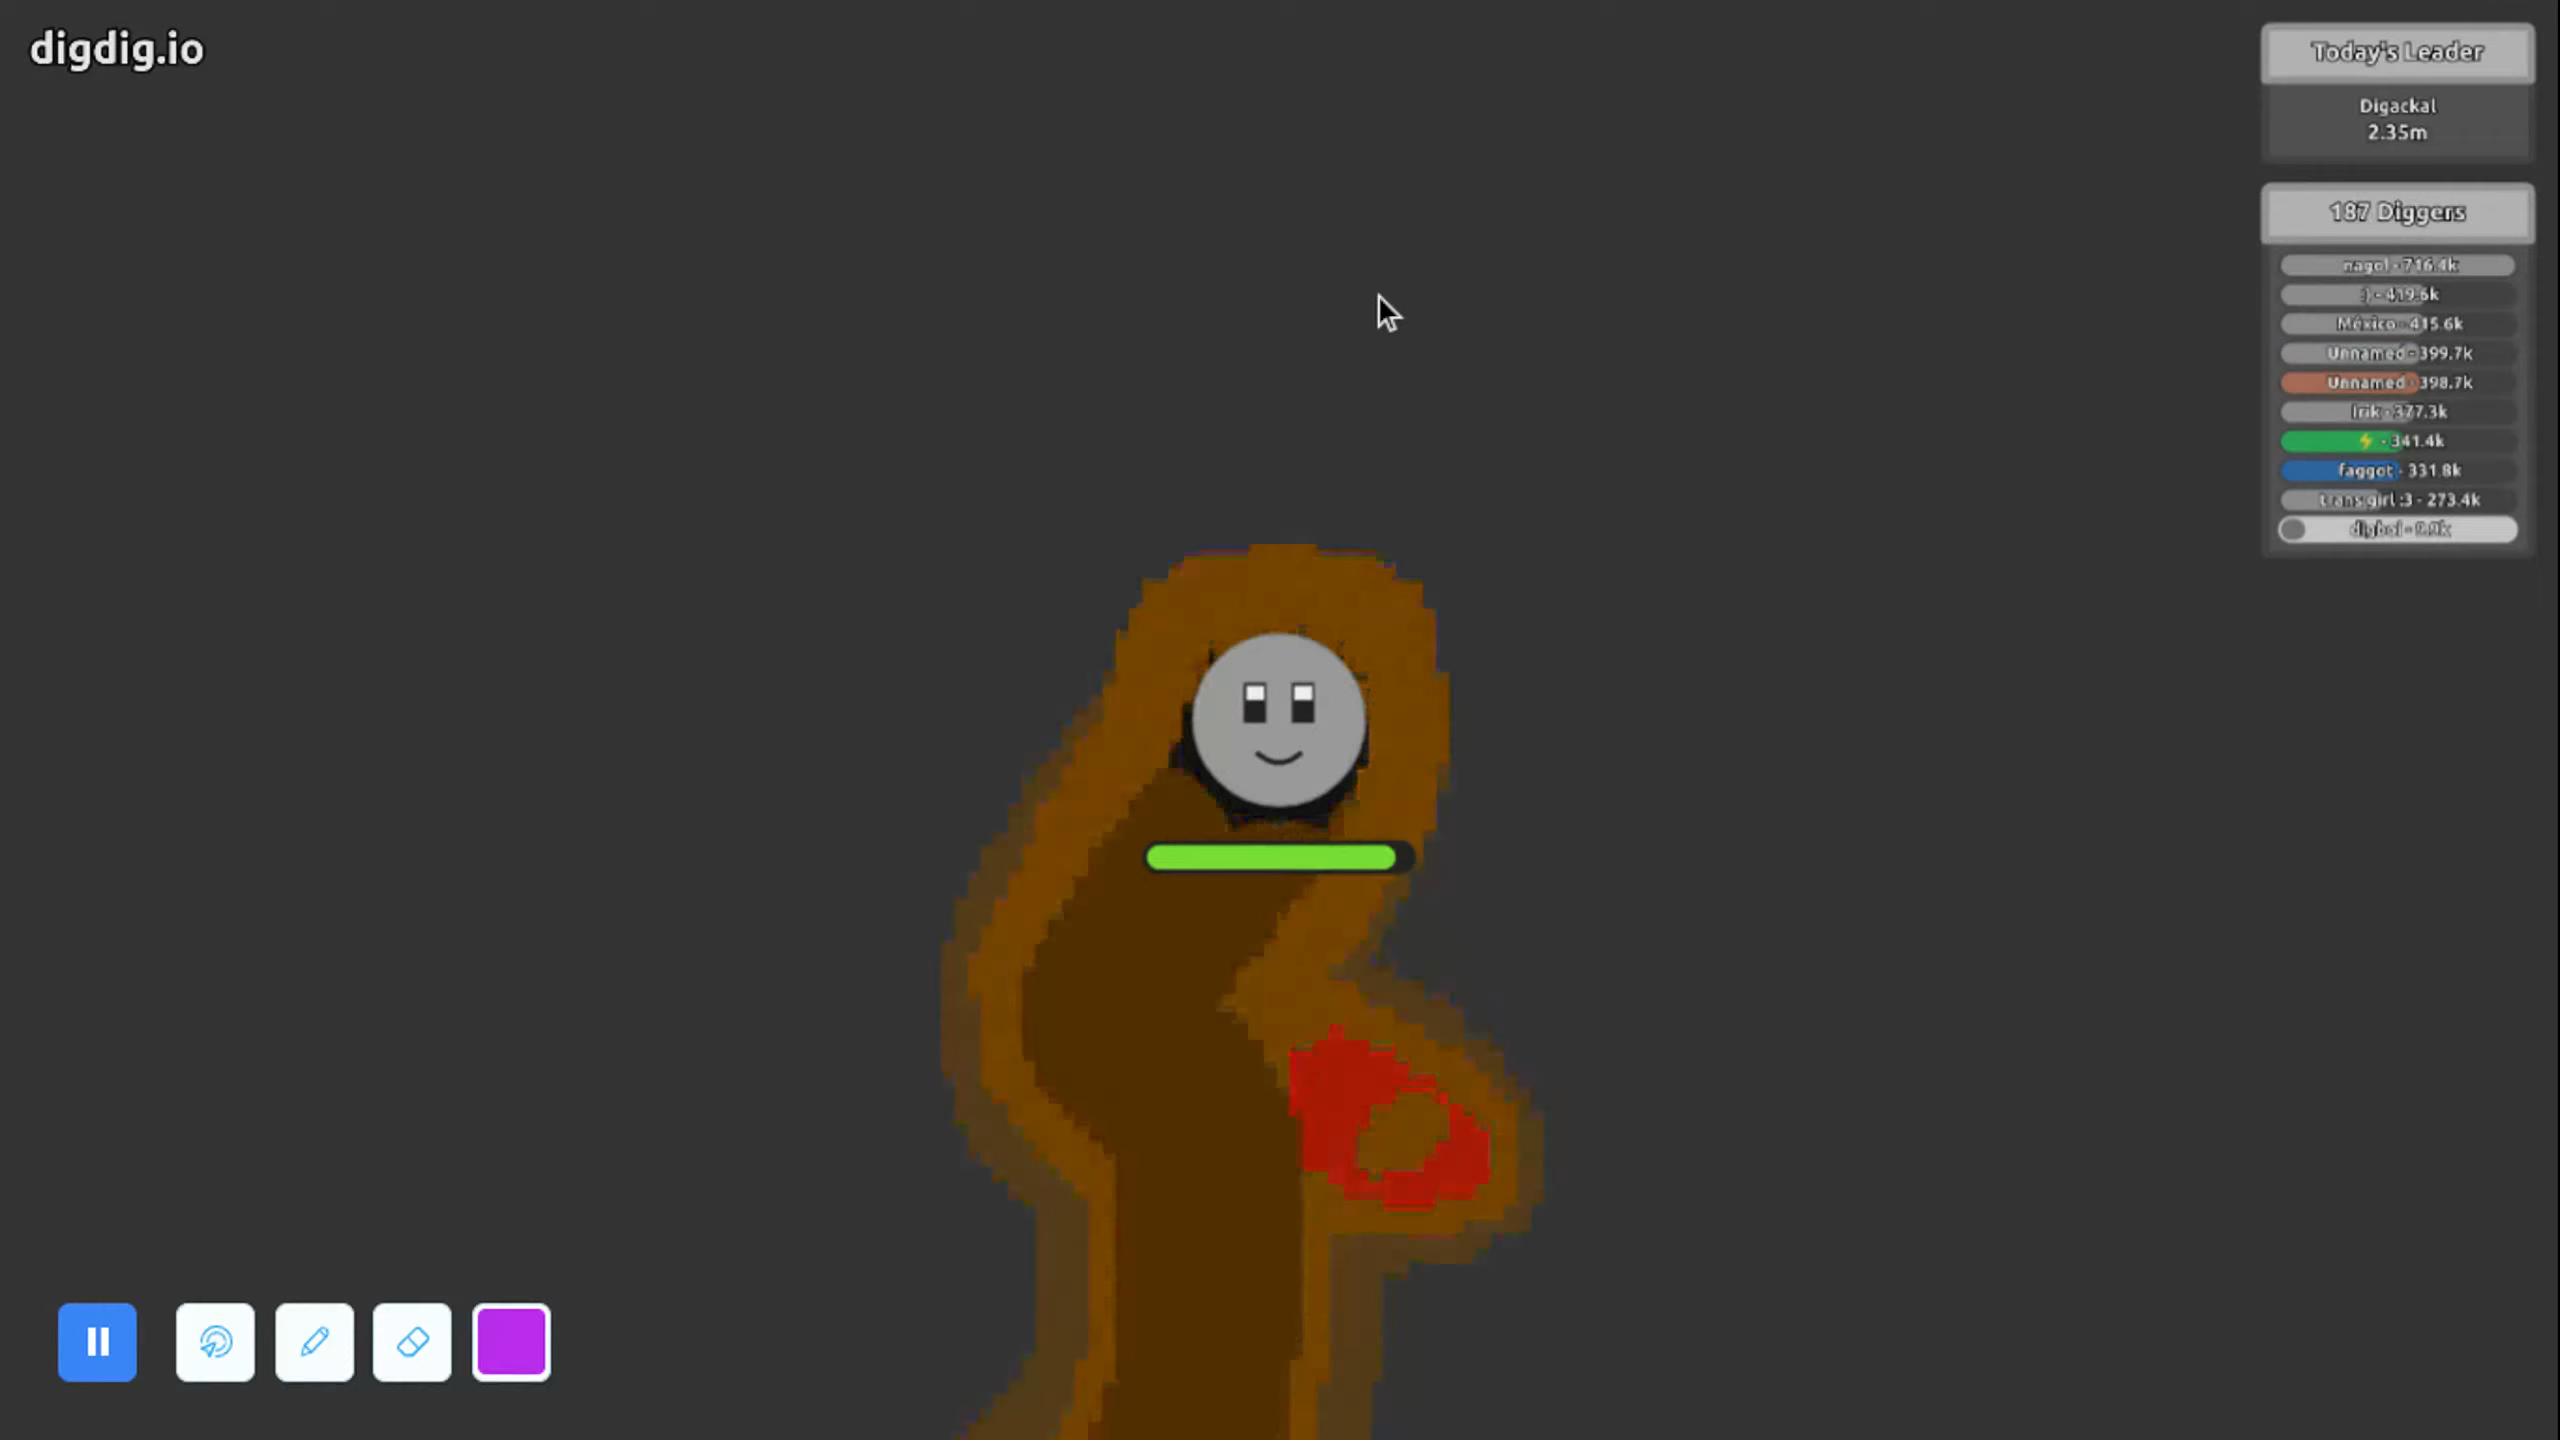 digdig.io
Today's Leader
Digackal
2.35m
187 Diggers
nagol - 716.4k
:) - 419.6k
México - 415.6k
Unnamed - 399.7k
Unnamed - 398.7k
Irik - 377.3k
⚡ - 341.4k
faggot - 331.8k
trans girl :3 - 273.4k